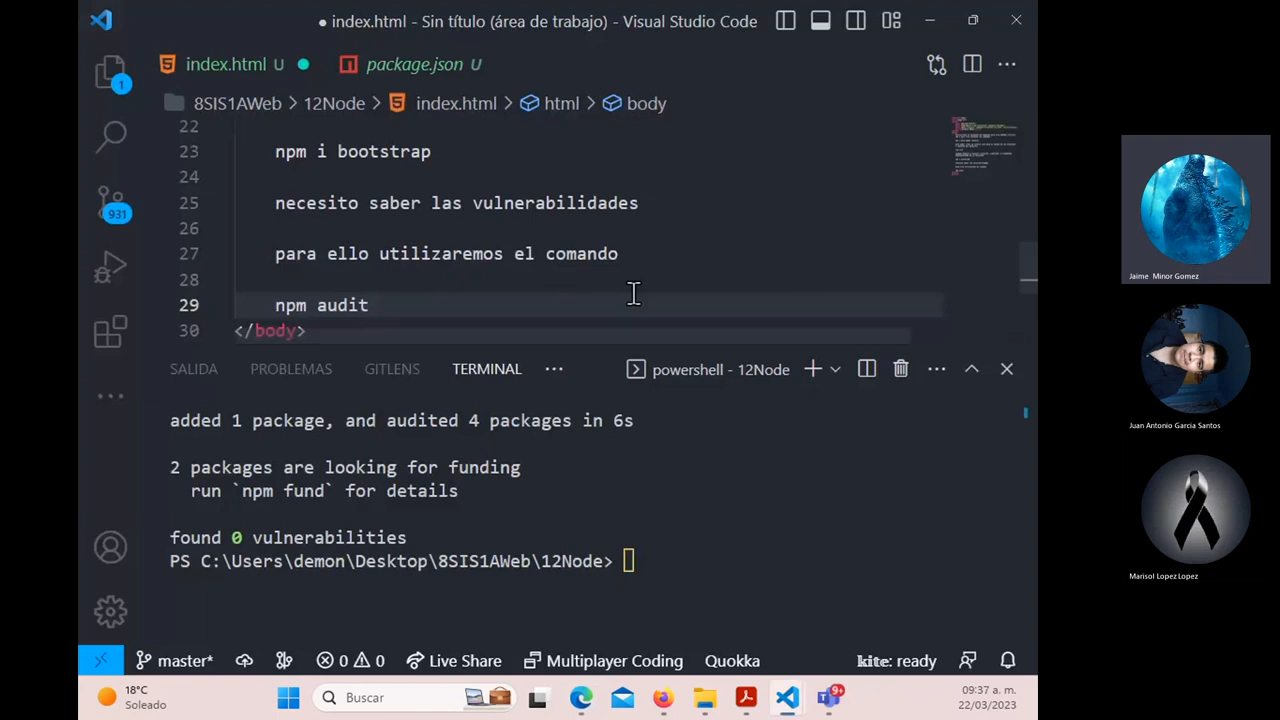 ● index.html - Sin título (área de trabajo) - Visual Studio Code
index.html U ● package.json U
8SIS1AWeb > 12Node > index.html > html > body
22
23 npm i bootstrap
24
25 necesito saber las vulnerabilidades
26
27 para ello utilizaremos el comando
28
29 npm audit
30 </body>
SALIDA PROBLEMAS GITLENS TERMINAL ··· powershell - 12Node
added 1 package, and audited 4 packages in 6s
2 packages are looking for funding
run `npm fund` for details
found 0 vulnerabilities
PS C:\Users\demon\Desktop\8SIS1AWeb\12Node>
1
931
master* 0 0 Live Share Multiplayer Coding Quokka kite: ready
18°C
Soleado
Buscar
9+
09:37 a. m.
22/03/2023
Jaime Minor Gomez
Juan Antonio Garcia Santos
Marisol Lopez Lopez